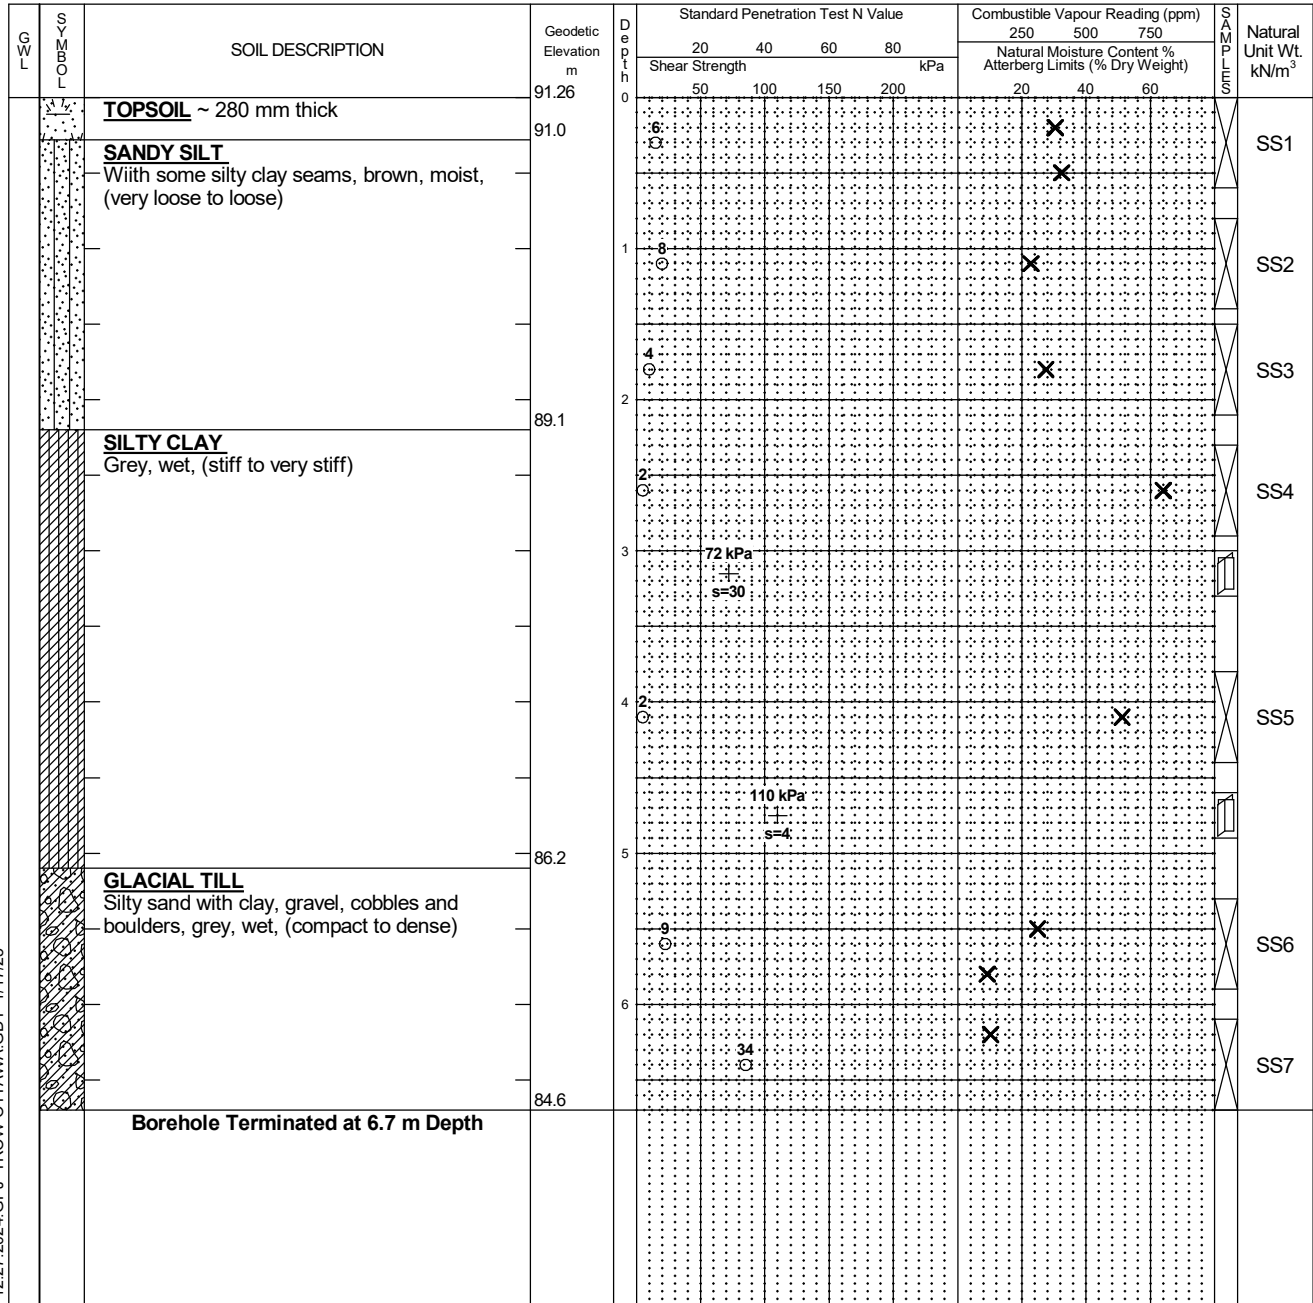 GWL
SYMBOL
SOIL DESCRIPTION
Geodetic
Elevation
m
Depth
Standard Penetration Test N Value
20 40 60 80
Shear Strength kPa
50 100 150 200
Combustible Vapour Reading (ppm)
250 500 750
Natural Moisture Content %
Atterberg Limits (% Dry Weight)
20 40 60
SAMPLES
Natural
Unit Wt.
kN/m³
91.26
0
TOPSOIL ~ 280 mm thick
91.0
6
SS1
SANDY SILT
Wiith some silty clay seams, brown, moist,
(very loose to loose)
1
8
SS2
4
SS3
2
89.1
SILTY CLAY
Grey, wet, (stiff to very stiff)
2
SS4
3
72 kPa
s=30
4
2
SS5
110 kPa
s=4
5
86.2
GLACIAL TILL
Silty sand with clay, gravel, cobbles and
boulders, grey, wet, (compact to dense)
9
SS6
6
34
SS7
84.6
Borehole Terminated at 6.7 m Depth